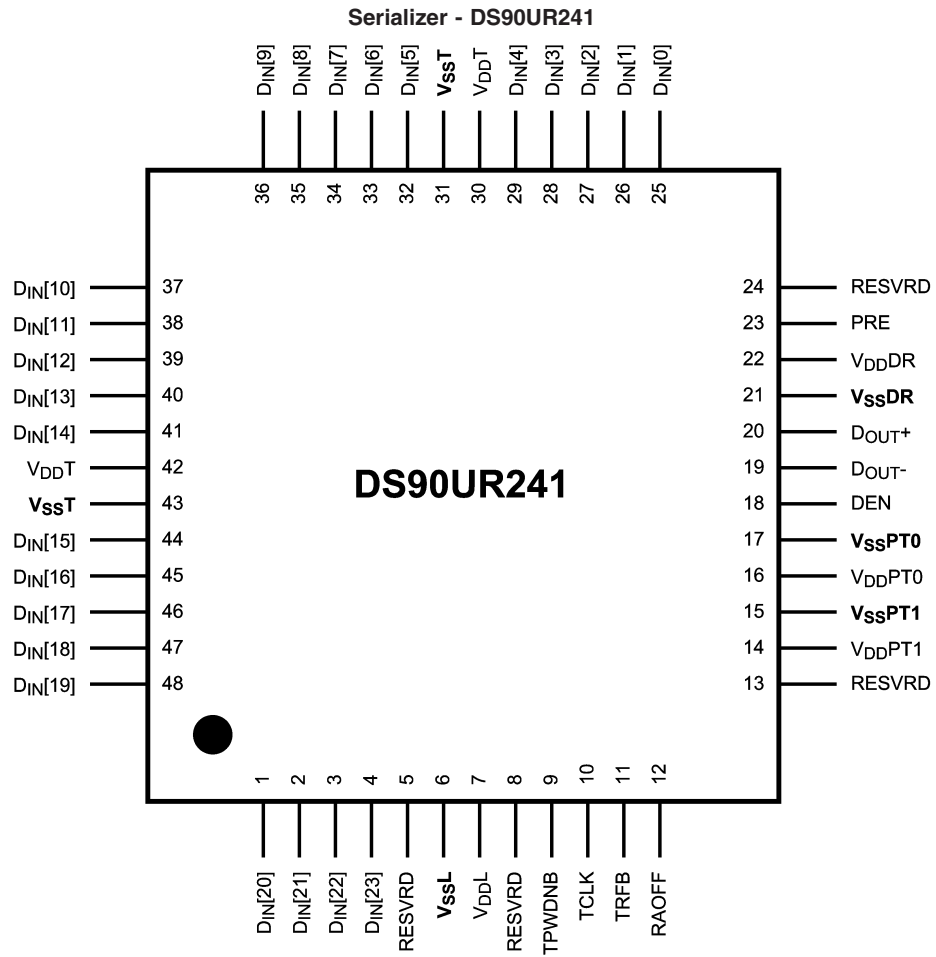 Serializer - DS90UR241
DIN[9]
DIN[8]
DIN[7]
DIN[6]
DIN[5]
VSST
VDDT
DIN[4]
DIN[3]
DIN[2]
DIN[1]
DIN[0]
36
35
34
33
32
31
30
29
28
27
26
25
DIN[10] 37
DIN[11] 38
DIN[12] 39
DIN[13] 40
DIN[14] 41
VDDT 42
VSST 43
DIN[15] 44
DIN[16] 45
DIN[17] 46
DIN[18] 47
DIN[19] 48
DS90UR241
24 RESVRD
23 PRE
22 VDDDR
21 VSSDR
20 DOUT+
19 DOUT-
18 DEN
17 VSSPT0
16 VDDPT0
15 VSSPT1
14 VDDPT1
13 RESVRD
1
2
3
4
5
6
7
8
9
10
11
12
DIN[20]
DIN[21]
DIN[22]
DIN[23]
RESVRD
VSSL
VDDL
RESVRD
TPWDNB
TCLK
TRFB
RAOFF